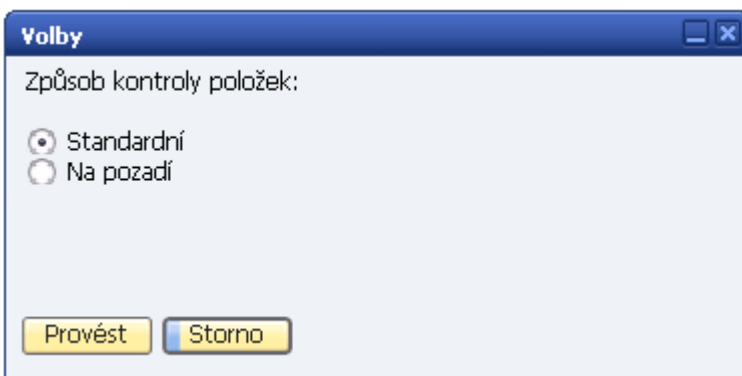 Volby
Způsob kontroly položek:
Standardní
Na pozadí
Provést Storno